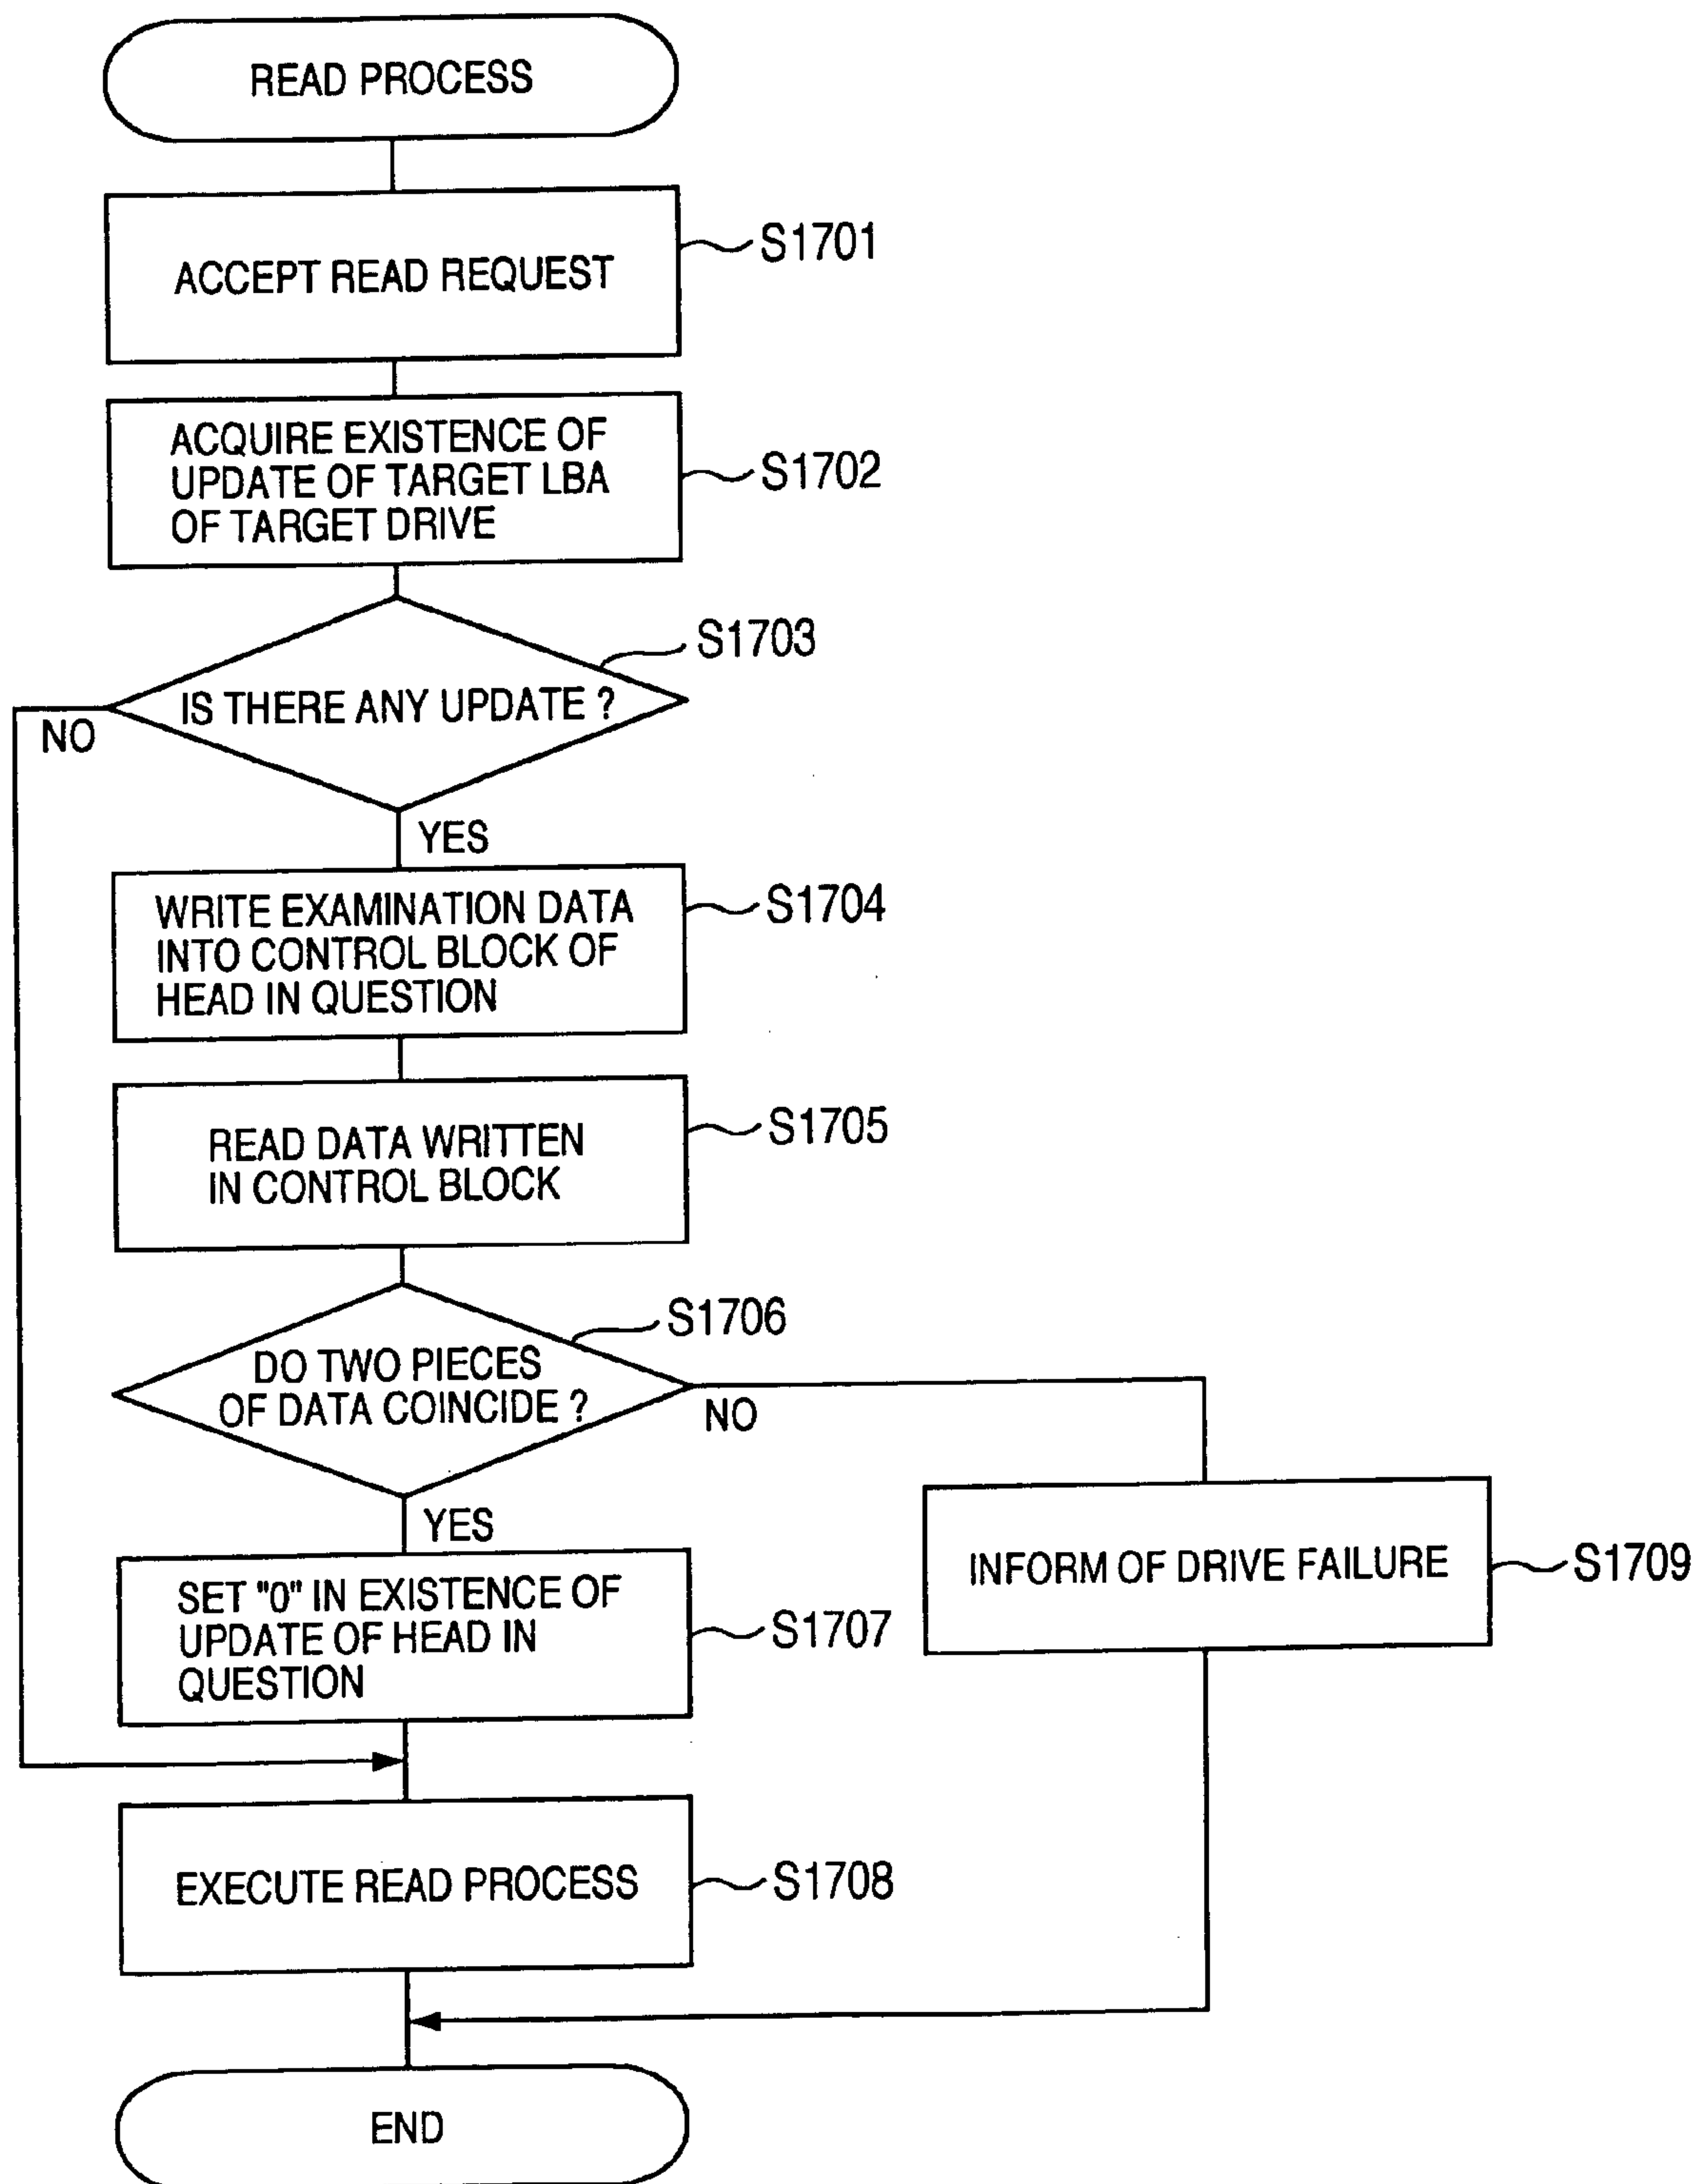 READ PROCESS
ACCEPT READ REQUEST
S1701
ACQUIRE EXISTENCE OF
UPDATE OF TARGET LBA
OF TARGET DRIVE
S1702
IS THERE ANY UPDATE ?
S1703
NO
YES
WRITE EXAMINATION DATA
INTO CONTROL BLOCK OF
HEAD IN QUESTION
S1704
READ DATA WRITTEN
IN CONTROL BLOCK
S1705
DO TWO PIECES
OF DATA COINCIDE ?
S1706
NO
YES
SET "0" IN EXISTENCE OF
UPDATE OF HEAD IN
QUESTION
S1707
INFORM OF DRIVE FAILURE
S1709
EXECUTE READ PROCESS
S1708
END